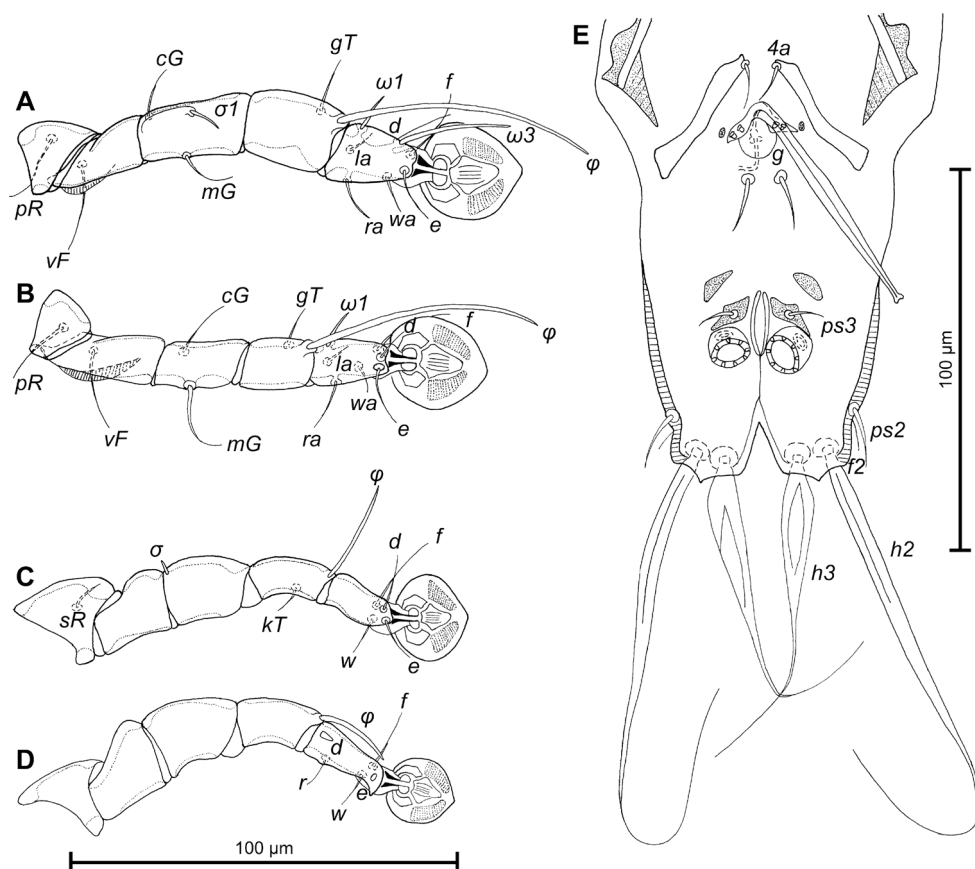 A
cG
σ1
gT
ω1
d
f
ω3
φ
la
pR
vF
mG
ra
wa
e
B
cG
gT
ω1
d
f
φ
la
pR
vF
mG
ra
wa
e
C
σ
φ
d
f
sR
kT
w
e
D
φ
f
d
r
w
e
100 µm
E
4a
g
ps3
ps2
f2
h2
h3
100 µm